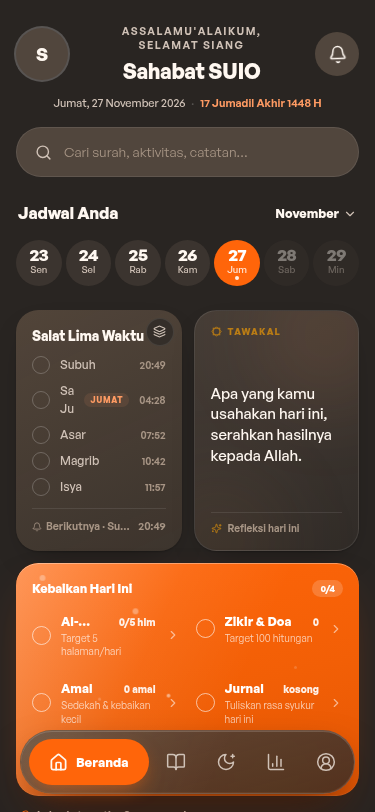 ASSALAMU'ALAIKUM,
SELAMAT SIANG
S
Sahabat SUIO
Jumat, 27 November 2026 · 17 Jumadil Akhir 1448 H
Cari surah, aktivitas, catatan...
Jadwal Anda
November
23 24 25 26 27 28 29
Sen Sel Rab Kam Jum Sab Min
Salat Lima Waktu
Subuh 20:49
Sa
Ju
JUMAT 04:28
Asar 07:52
Magrib 10:42
Isya 11:57
Berikutnya · Su... 20:49
TAWAKAL
Apa yang kamu
usahakan hari ini,
serahkan hasilnya
kepada Allah.
Refleksi hari ini
Kebaikan Hari Ini 0/4
Al-... 0/5 hlm
Target 5
halaman/hari
Zikir & Doa 0
Target 100 hitungan
Amal 0 amal
Sedekah & kebaikan
kecil
Jurnal kosong
Tuliskan rasa syukur
hari ini
Beranda